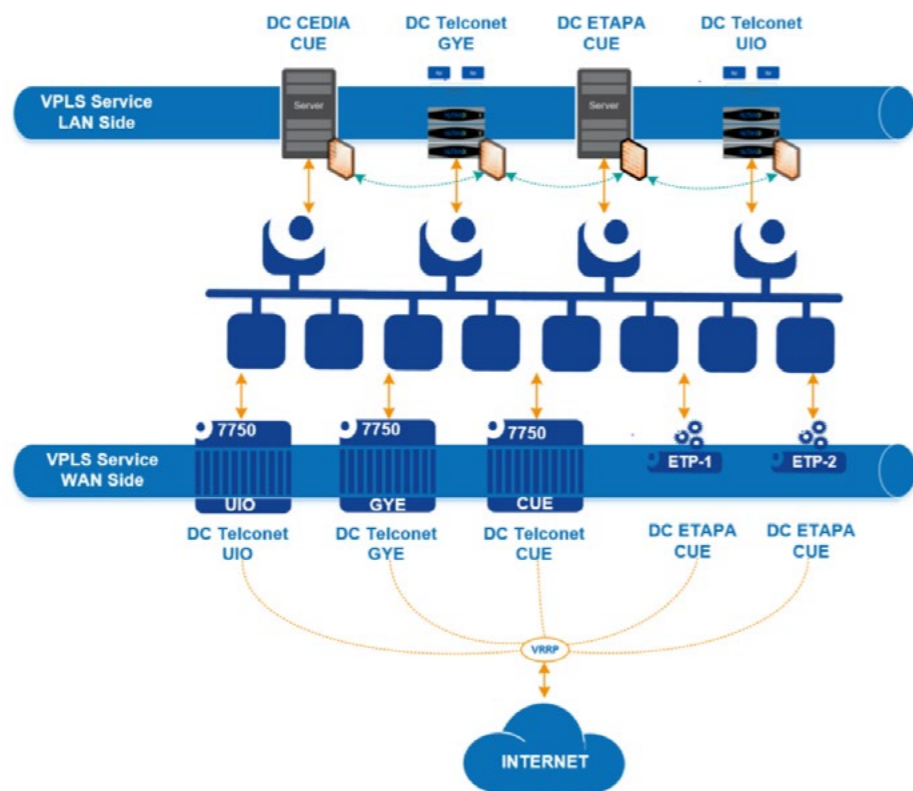 DC CEDIA
CUE
DC Telconet
GYE
DC ETAPA
CUE
DC Telconet
UIO
VPLS Service
LAN Side
Server
Server
7750
7750
7750
ETP-1
ETP-2
VPLS Service
WAN Side
UIO
GYE
CUE
DC Telconet
UIO
DC Telconet
GYE
DC Telconet
CUE
DC ETAPA
CUE
DC ETAPA
CUE
VRRP
INTERNET